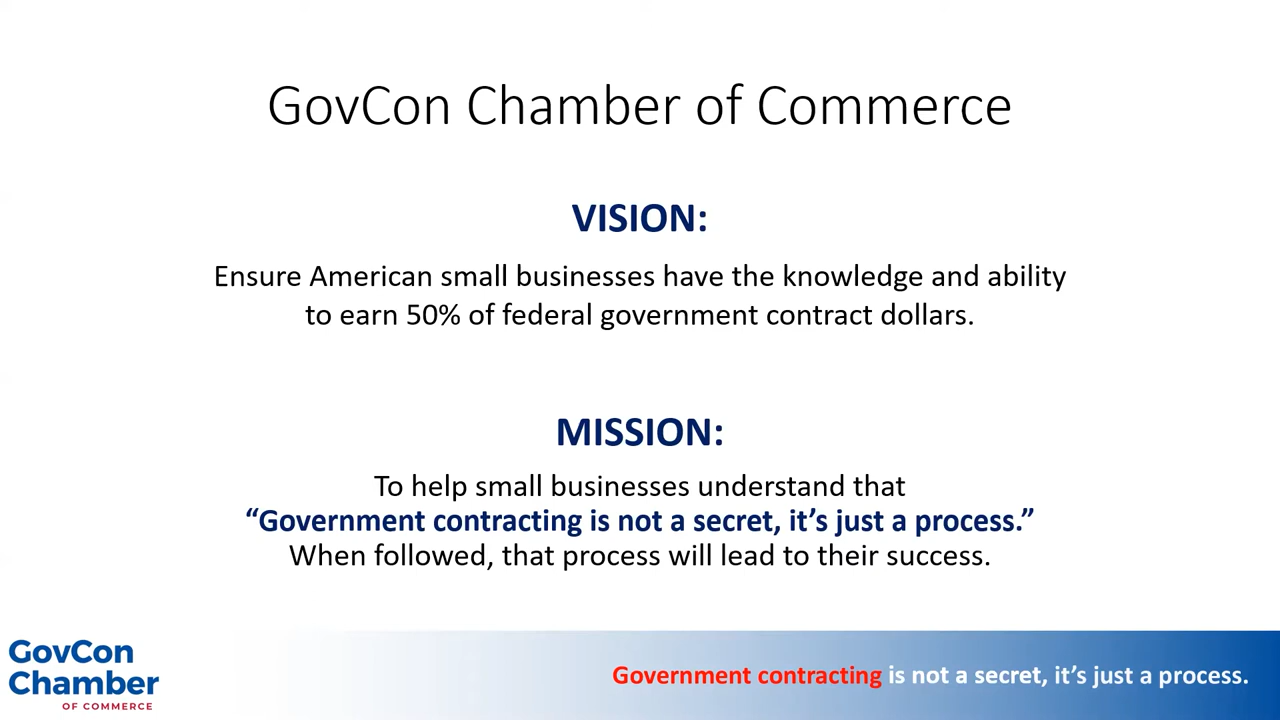 GovCon Chamber of Commerce
VISION:
Ensure American small businesses have the knowledge and ability
to earn 50% of federal government contract dollars.
MISSION:
To help small businesses understand that
“Government contracting is not a secret, it’s just a process.”
When followed, that process will lead to their success.
GovCon
Chamber
OF COMMERCE
Government contracting is not a secret, it’s just a process.